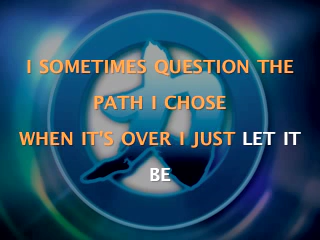 I SOMETIMES QUESTION THE
PATH I CHOSE
WHEN IT'S OVER I JUST LET IT
BE